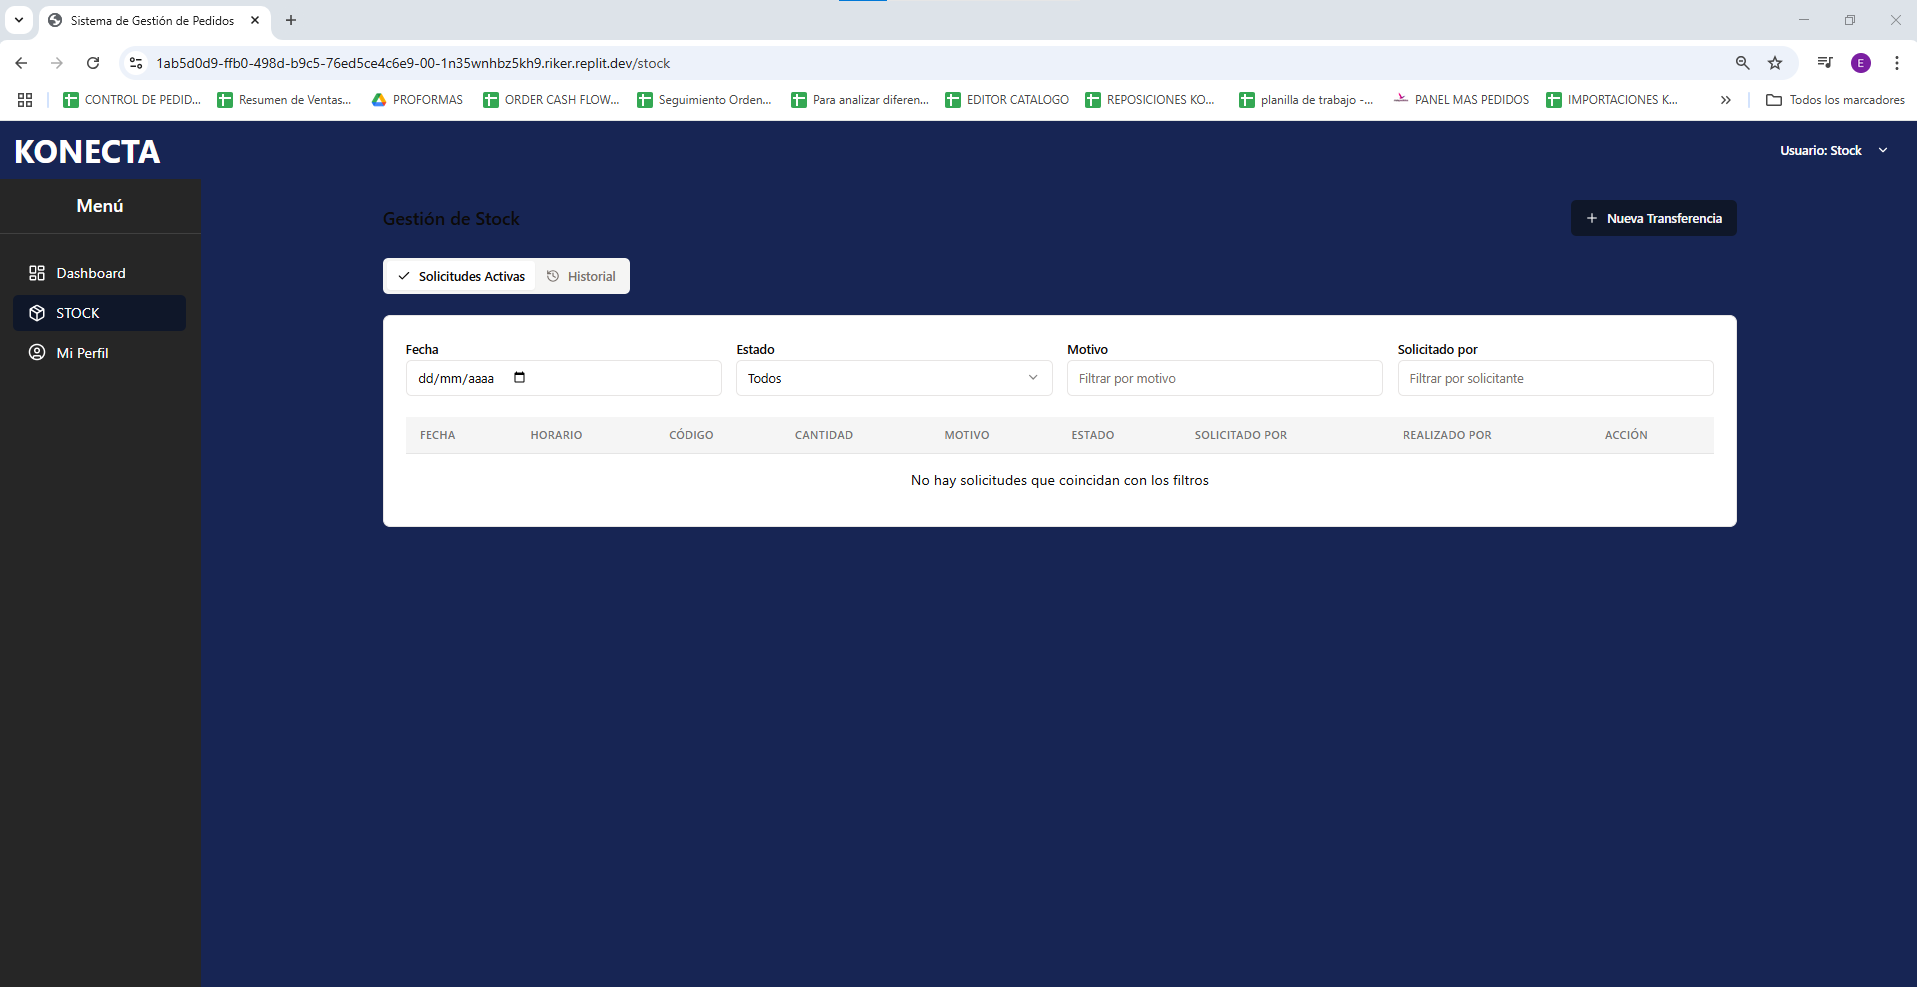 Sistema de Gestión de Pedidos
1ab5d0d9-ffb0-498d-b9c5-76ed5ce4c6e9-00-1n35wnhbz5kh9.riker.replit.dev/stock
E
CONTROL DE PEDID... Resumen de Ventas... PROFORMAS ORDER CASH FLOW... Seguimiento Orden... Para analizar diferen... EDITOR CATALOGO REPOSICIONES KO... planilla de trabajo -... PANEL MAS PEDIDOS IMPORTACIONES K... Todos los marcadores
KONECTA
Usuario: Stock
Menú
Dashboard
STOCK
Mi Perfil
Gestión de Stock
+ Nueva Transferencia
Solicitudes Activas Historial
Fecha Estado Motivo Solicitado por
dd/mm/aaaa Todos Filtrar por motivo Filtrar por solicitante
FECHA HORARIO CÓDIGO CANTIDAD MOTIVO ESTADO SOLICITADO POR REALIZADO POR ACCIÓN
No hay solicitudes que coincidan con los filtros